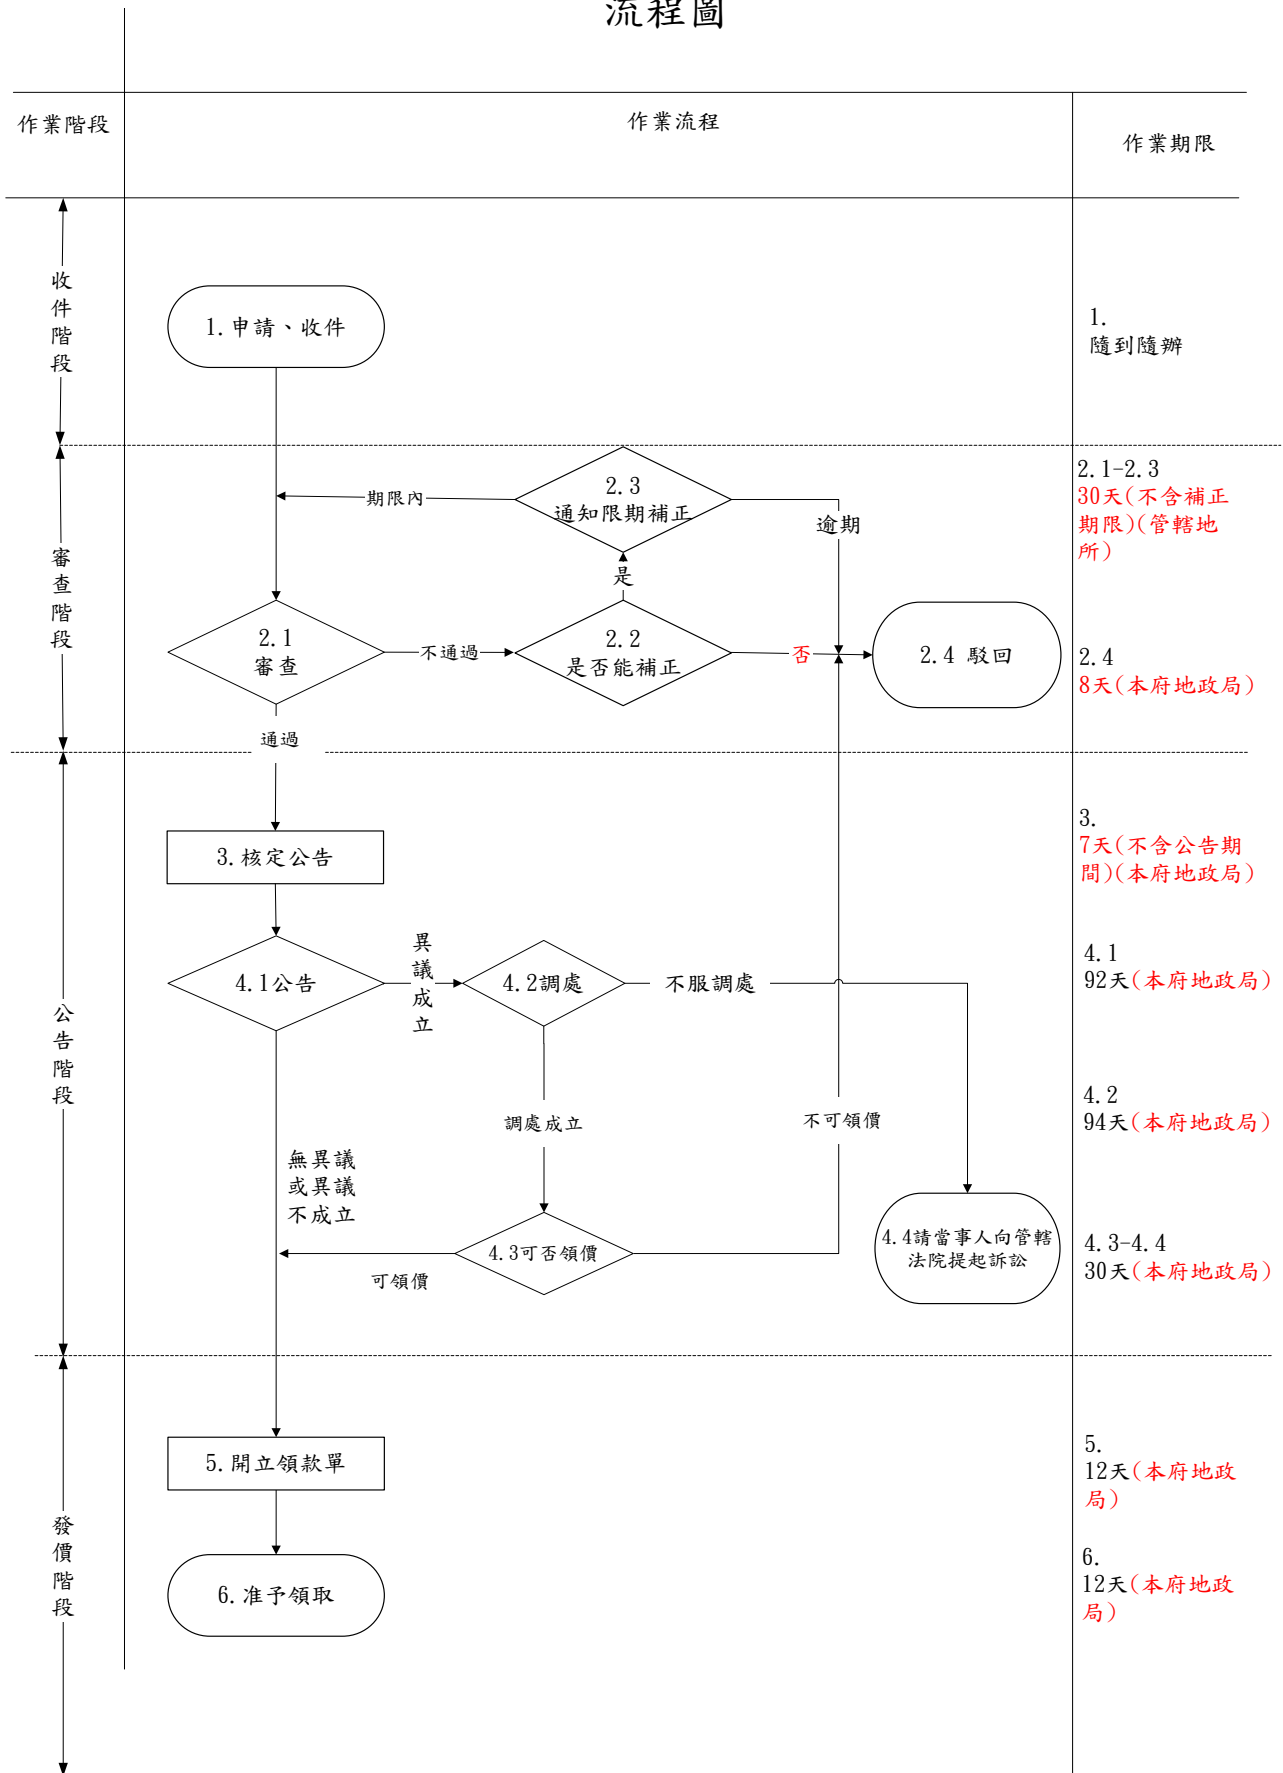 流程圖
作業階段
作業流程
作業期限
收件階段
1.申請、收件
1.
隨到隨辦
審查階段
2.3
通知限期補正
期限內
逾期
是
2.1
審查
不通過
2.2
是否能補正
否
2.4 駁回
通過
2.1-2.3
30天(不含補正
期限)(管轄地
所)
2.4
8天(本府地政局)
公告階段
3.核定公告
3.
7天(不含公告期
間)(本府地政局)
4.1公告
異議成立
4.2調處
不服調處
4.1
92天(本府地政局)
調處成立
不可領價
4.2
94天(本府地政局)
無異議
或異議
不成立
4.3可否領價
可領價
4.4請當事人向管轄
法院提起訴訟
4.3-4.4
30天(本府地政局)
發價階段
5.開立領款單
5.
12天(本府地政
局)
6.准予領取
6.
12天(本府地政
局)